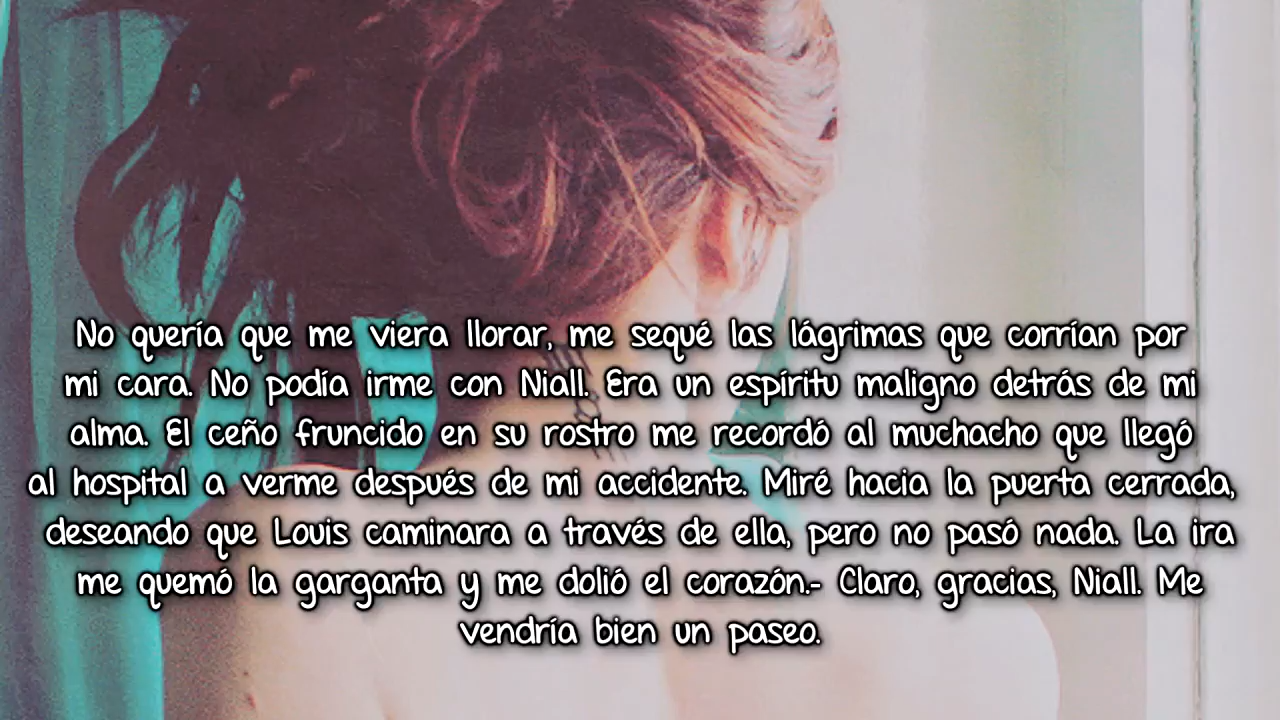 No quería que me viera llorar, me sequé las lágrimas que corrían por
mi cara. No podía irme con Niall. Era un espíritu maligno detrás de mi
alma. El ceño fruncido en su rostro me recordó al muchacho que llegó
al hospital a verme después de mi accidente. Miré hacia la puerta cerrada,
deseando que Louis caminara a través de ella, pero no pasó nada. La ira
me quemó la garganta y me dolió el corazón.- Claro, gracias, Niall. Me
vendría bien un paseo.